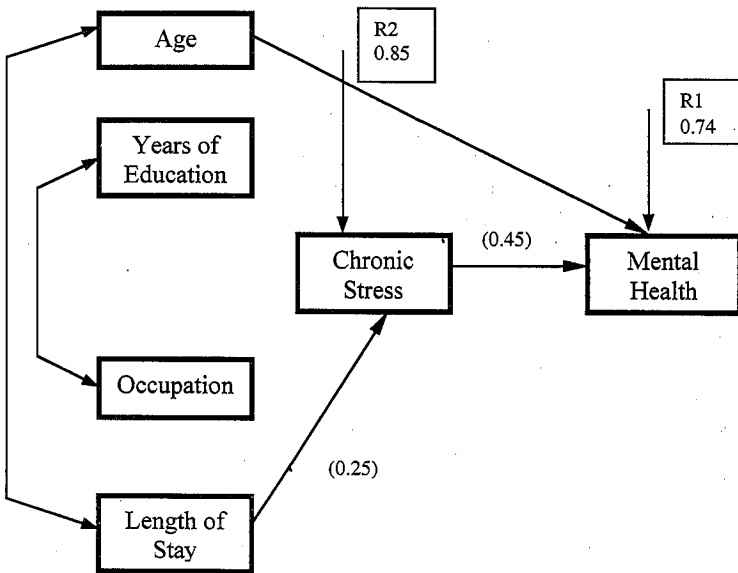 Age
R2
0.85
R1
0.74
Years of
Education
(0.45)
Chronic
Stress
Mental
Health
Occupation
(0.25)
Length of
Stay